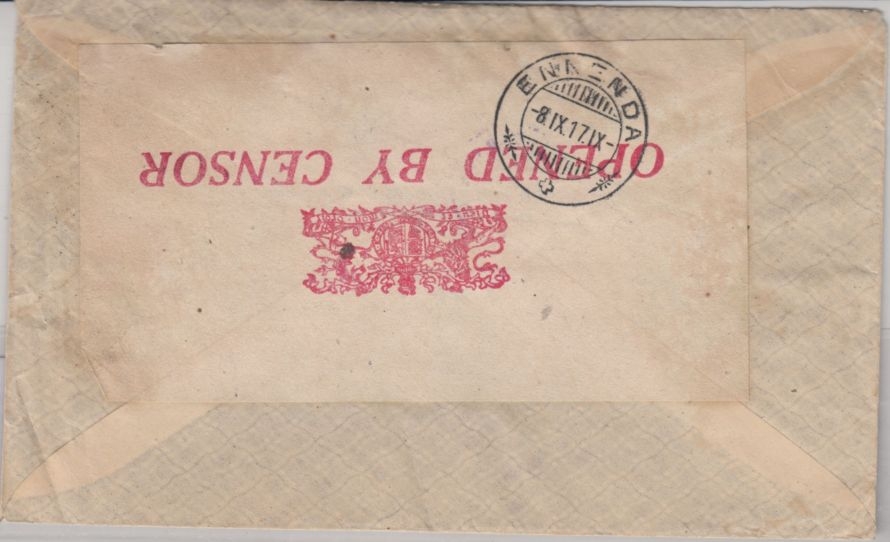 ENNENDA
-8.IX.17.IX-
OPENED BY CENSOR